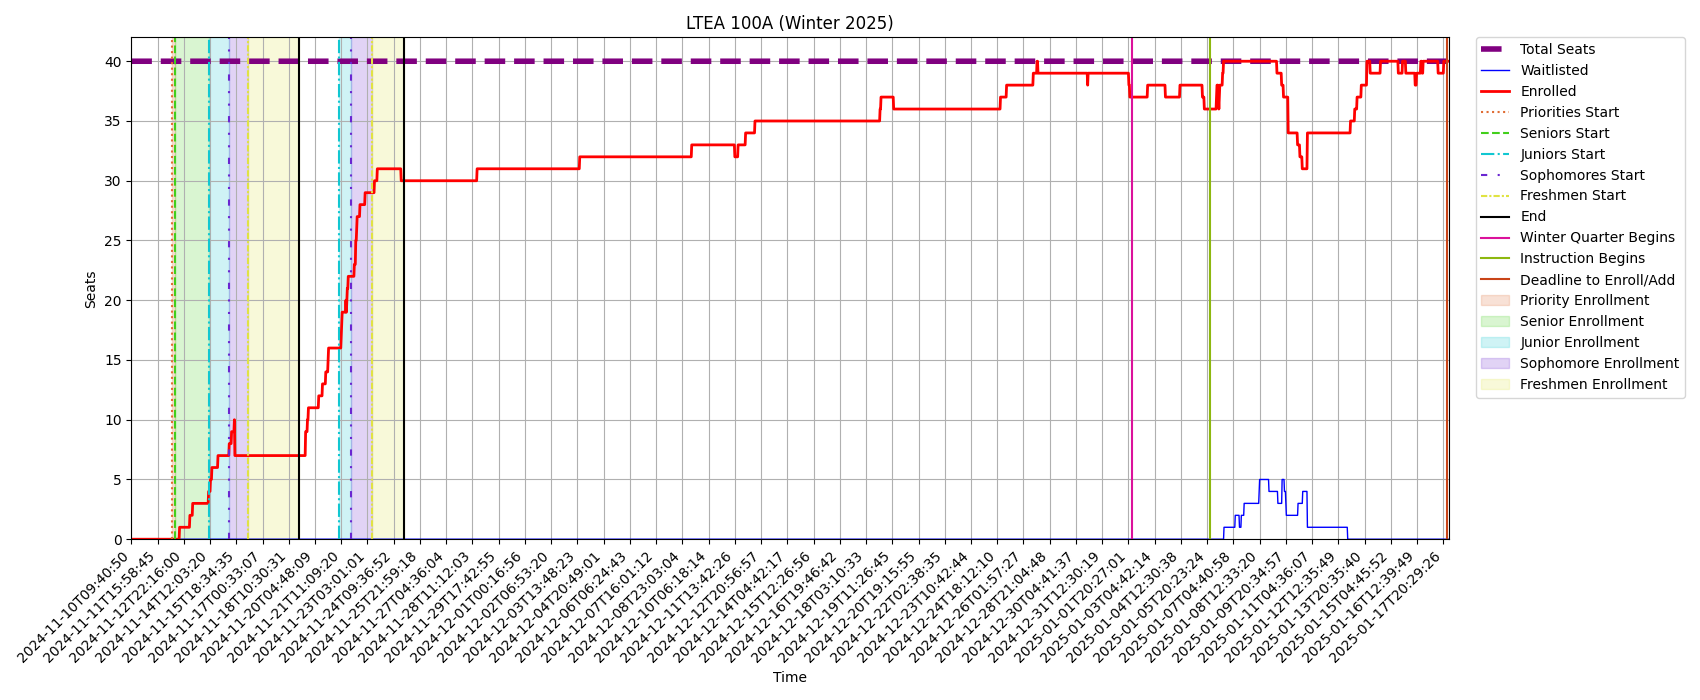 LTEA 100A (Winter 2025)
Seats
40
35
30
25
20
15
10
5
0
2024-11-10T09:40:50
2024-11-11T15:58:45
2024-11-12T22:16:00
2024-11-14T12:03:20
2024-11-15T18:34:35
2024-11-17T00:33:07
2024-11-18T10:30:31
2024-11-20T04:48:09
2024-11-21T11:09:20
2024-11-23T03:01:01
2024-11-24T09:36:52
2024-11-25T21:59:18
2024-11-27T04:36:04
2024-11-28T11:12:03
2024-11-29T17:42:55
2024-12-01T00:16:56
2024-12-02T06:53:20
2024-12-03T13:48:23
2024-12-04T20:49:01
2024-12-06T06:24:43
2024-12-07T16:01:12
2024-12-08T23:03:04
2024-12-10T06:18:14
2024-12-11T13:42:26
2024-12-12T20:56:57
2024-12-14T04:42:17
2024-12-15T12:26:56
2024-12-16T19:46:42
2024-12-18T03:10:33
2024-12-19T11:26:45
2024-12-20T19:15:55
2024-12-22T02:38:35
2024-12-23T10:42:44
2024-12-24T18:12:10
2024-12-26T01:57:27
2024-12-28T21:04:48
2024-12-30T04:41:37
2024-12-31T12:30:19
2025-01-01T20:27:01
2025-01-03T04:42:14
2025-01-04T12:30:38
2025-01-05T20:23:24
2025-01-07T04:40:58
2025-01-08T12:33:20
2025-01-09T20:34:57
2025-01-11T04:36:07
2025-01-12T12:35:49
2025-01-13T20:35:40
2025-01-15T04:45:52
2025-01-16T12:39:49
2025-01-17T20:29:26
Time
Total Seats
Waitlisted
Enrolled
Priorities Start
Seniors Start
Juniors Start
Sophomores Start
Freshmen Start
End
Winter Quarter Begins
Instruction Begins
Deadline to Enroll/Add
Priority Enrollment
Senior Enrollment
Junior Enrollment
Sophomore Enrollment
Freshmen Enrollment